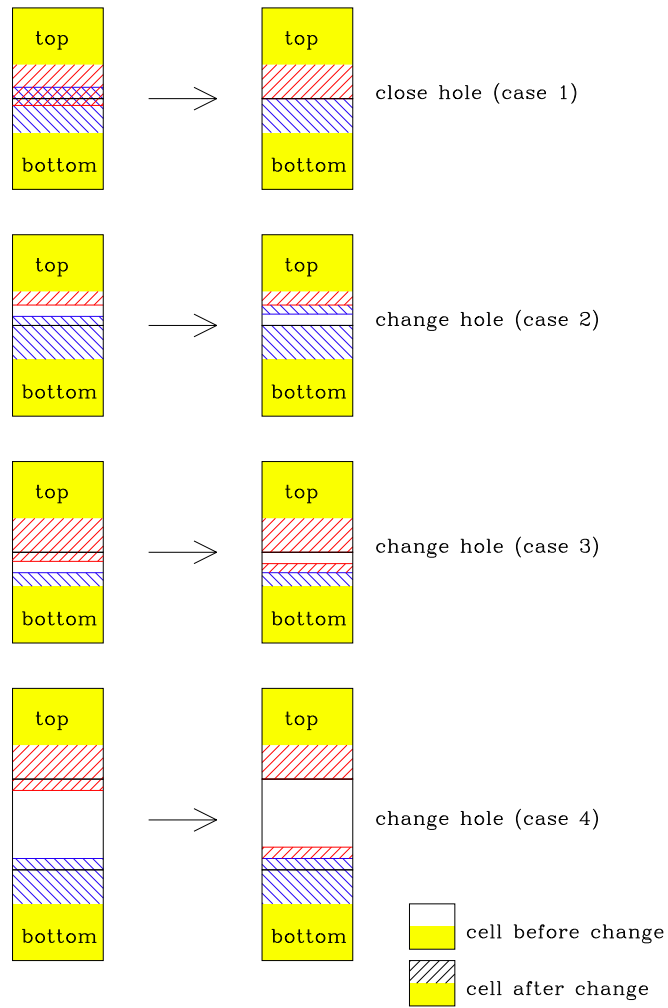 top top
close hole (case 1)
bottom bottom
top top
change hole (case 2)
bottom bottom
top top
change hole (case 3)
bottom bottom
top top
change hole (case 4)
bottom bottom
cell before change
cell after change